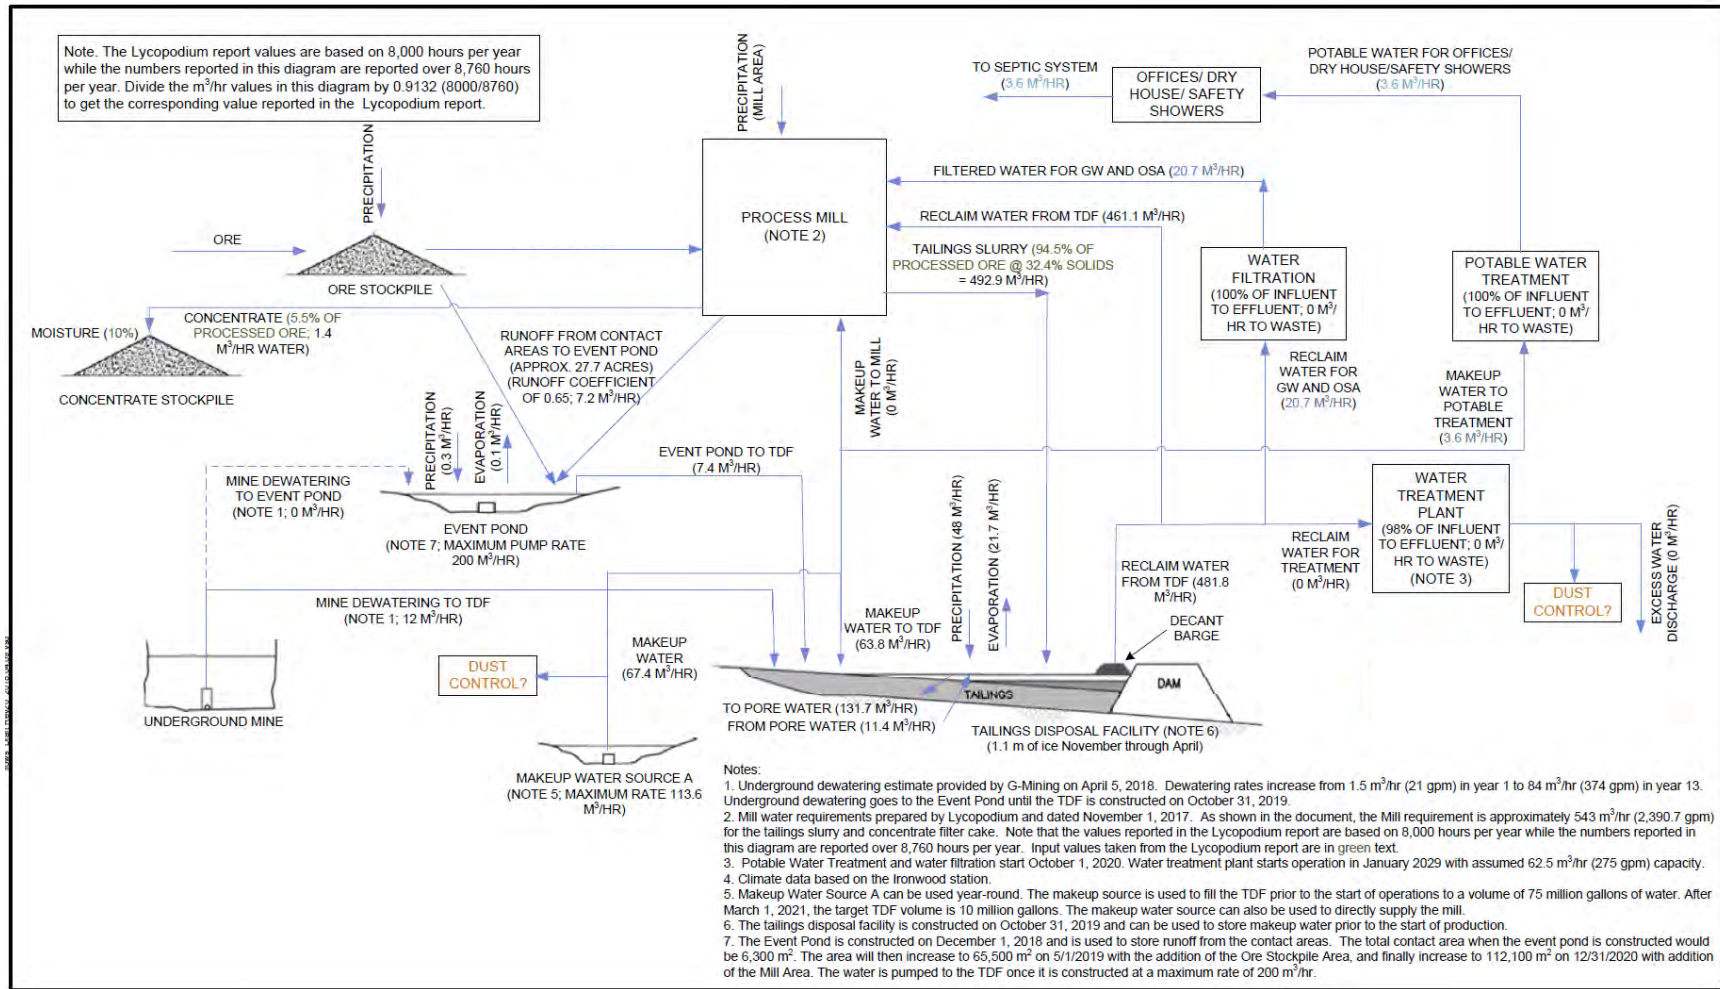 Note. The Lycopodium report values are based on 8,000 hours per year
while the numbers reported in this diagram are reported over 8,760 hours
per year. Divide the m³/hr values in this diagram by 0.9132 (8000/8760)
to get the corresponding value reported in the Lycopodium report.
PRECIPITATION
(MILL AREA)
TO SEPTIC SYSTEM
(3.6 M³/HR)
OFFICES/ DRY
HOUSE/ SAFETY
SHOWERS
POTABLE WATER FOR OFFICES/
DRY HOUSE/SAFETY SHOWERS
(3.6 M³/HR)
PRECIPITATION
ORE
ORE STOCKPILE
PROCESS MILL
(NOTE 2)
FILTERED WATER FOR GW AND OSA (20.7 M³/HR)
RECLAIM WATER FROM TDF (461.1 M³/HR)
TAILINGS SLURRY (94.5% OF
PROCESSED ORE @ 32.4% SOLIDS
= 492.9 M³/HR)
WATER
FILTRATION
(100% OF INFLUENT
TO EFFLUENT; 0 M³/
HR TO WASTE)
POTABLE WATER
TREATMENT
(100% OF INFLUENT
TO EFFLUENT; 0 M³/
HR TO WASTE)
MOISTURE (10%)
CONCENTRATE (5.5% OF
PROCESSED ORE; 1.4
M³/HR WATER)
CONCENTRATE STOCKPILE
RUNOFF FROM CONTACT
AREAS TO EVENT POND
(APPROX. 27.7 ACRES)
(RUNOFF COEFFICIENT
OF 0.65; 7.2 M³/HR)
MAKEUP
WATER TO MILL
(0 M³/HR)
RECLAIM
WATER FOR
GW AND OSA
(20.7 M³/HR)
MAKEUP
WATER TO
POTABLE
TREATMENT
(3.6 M³/HR)
PRECIPITATION
(0.3 M³/HR)
EVAPORATION
(0.1 M³/HR)
EVENT POND TO TDF
(7.4 M³/HR)
MINE DEWATERING
TO EVENT POND
(NOTE 1; 0 M³/HR)
EVENT POND
(NOTE 7; MAXIMUM PUMP RATE
200 M³/HR)
PRECIPITATION (48 M³/HR)
EVAPORATION (21.7 M³/HR)
WATER
TREATMENT
PLANT
(98% OF INFLUENT
TO EFFLUENT; 0 M³/
HR TO WASTE)
(NOTE 3)
RECLAIM
WATER FOR
TREATMENT
(0 M³/HR)
RECLAIM WATER
FROM TDF (481.8
M³/HR)
DUST
CONTROL?
EXCESS WATER
DISCHARGE (0 M³/HR)
MINE DEWATERING TO TDF
(NOTE 1; 12 M³/HR)
MAKEUP
WATER TO TDF
(63.8 M³/HR)
DECANT
BARGE
MAKEUP
WATER
(67.4 M³/HR)
DUST
CONTROL?
DAM
TAILINGS
UNDERGROUND MINE
TO PORE WATER (131.7 M³/HR)
FROM PORE WATER (11.4 M³/HR)
TAILINGS DISPOSAL FACILITY (NOTE 6)
(1.1 m of ice November through April)
MAKEUP WATER SOURCE A
(NOTE 5; MAXIMUM RATE 113.6
M³/HR)
Notes:
1. Underground dewatering estimate provided by G-Mining on April 5, 2018. Dewatering rates increase from 1.5 m³/hr (21 gpm) in year 1 to 84 m³/hr (374 gpm) in year 13.
Underground dewatering goes to the Event Pond until the TDF is constructed on October 31, 2019.
2. Mill water requirements prepared by Lycopodium and dated November 1, 2017. As shown in the document, the Mill requirement is approximately 543 m³/hr (2,390.7 gpm)
for the tailings slurry and concentrate filter cake. Note that the values reported in the Lycopodium report are based on 8,000 hours per year while the numbers reported in
this diagram are reported over 8,760 hours per year. Input values taken from the Lycopodium report are in green text.
3. Potable Water Treatment and water filtration start October 1, 2020. Water treatment plant starts operation in January 2029 with assumed 62.5 m³/hr (275 gpm) capacity.
4. Climate data based on the Ironwood station.
5. Makeup Water Source A can be used year-round. The makeup source is used to fill the TDF prior to the start of operations to a volume of 75 million gallons of water. After
March 1, 2021, the target TDF volume is 10 million gallons. The makeup water source can also be used to directly supply the mill.
6. The tailings disposal facility is constructed on October 31, 2019 and can be used to store makeup water prior to the start of production.
7. The Event Pond is constructed on December 1, 2018 and is used to store runoff from the contact areas. The total contact area when the event pond is constructed would
be 6,300 m². The area will then increase to 65,500 m² on 5/1/2019 with the addition of the Ore Stockpile Area, and finally increase to 112,100 m² on 12/31/2020 with addition
of the Mill Area. The water is pumped to the TDF once it is constructed at a maximum rate of 200 m³/hr.